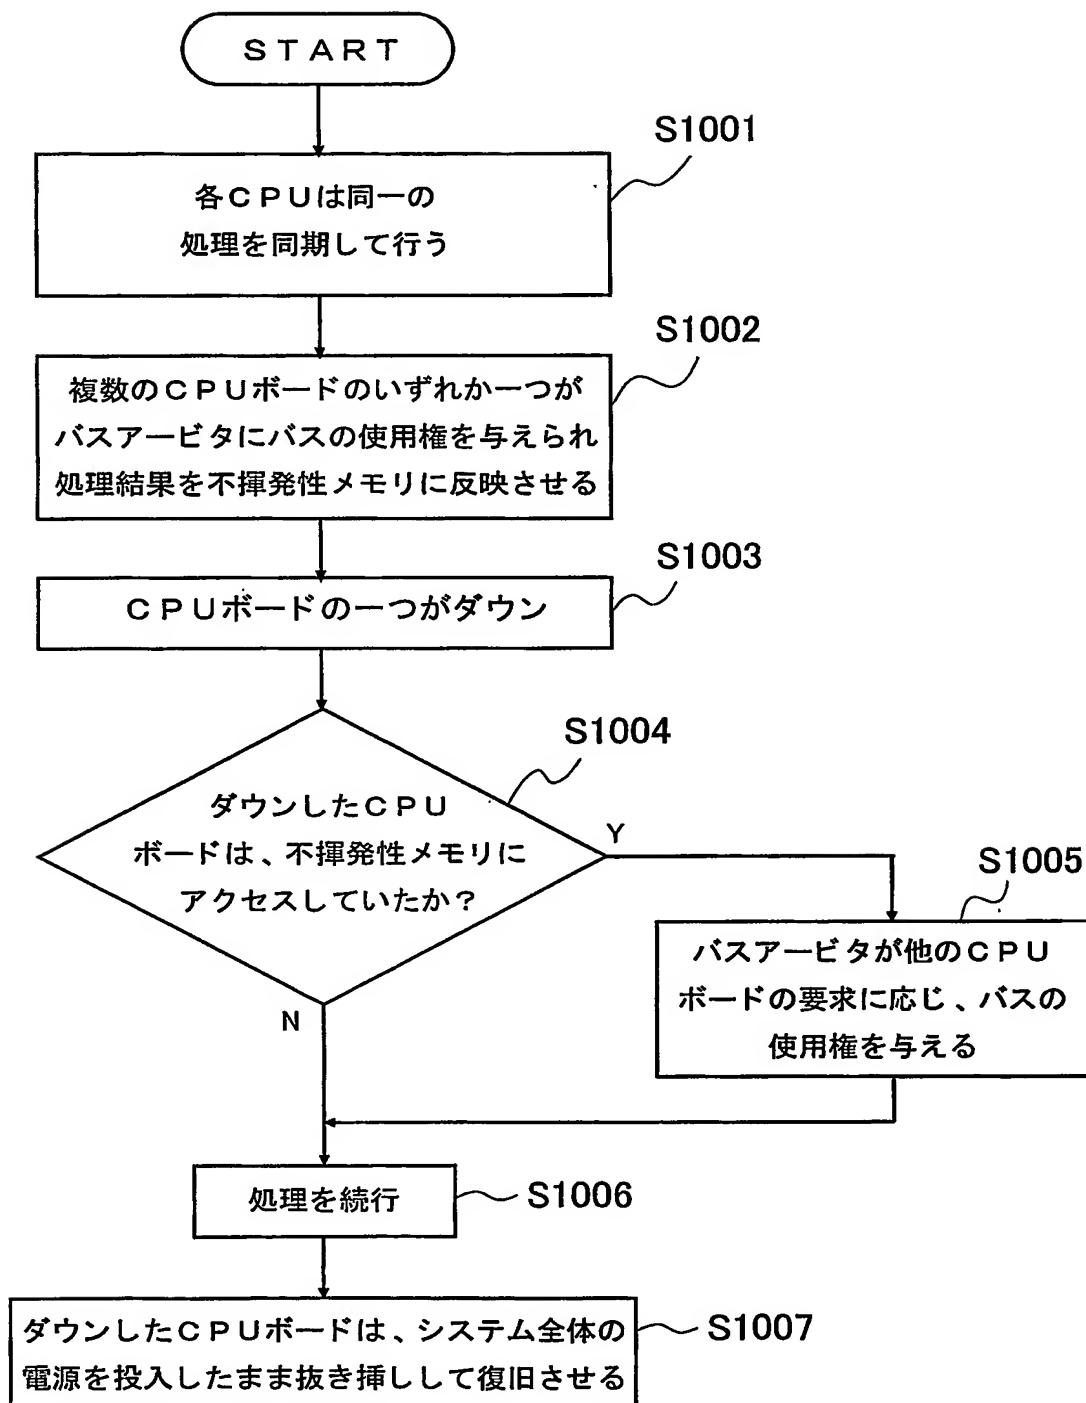 START
S1001
各CPUは同一の
処理を同期して行う
S1002
複数のCPUボードのいずれか一つが
バスアービタにバスの使用権を与えられ
処理結果を不揮発性メモリに反映させる
S1003
CPUボードの一つがダウン
S1004
ダウンしたCPU
ボードは、不揮発性メモリに
アクセスしていたか？
Y
N
S1005
バスアービタが他のCPU
ボードの要求に応じ、バスの
使用権を与える
処理を続行
S1006
ダウンしたCPUボードは、システム全体の
電源を投入したまま抜き挿しして復旧させる
S1007